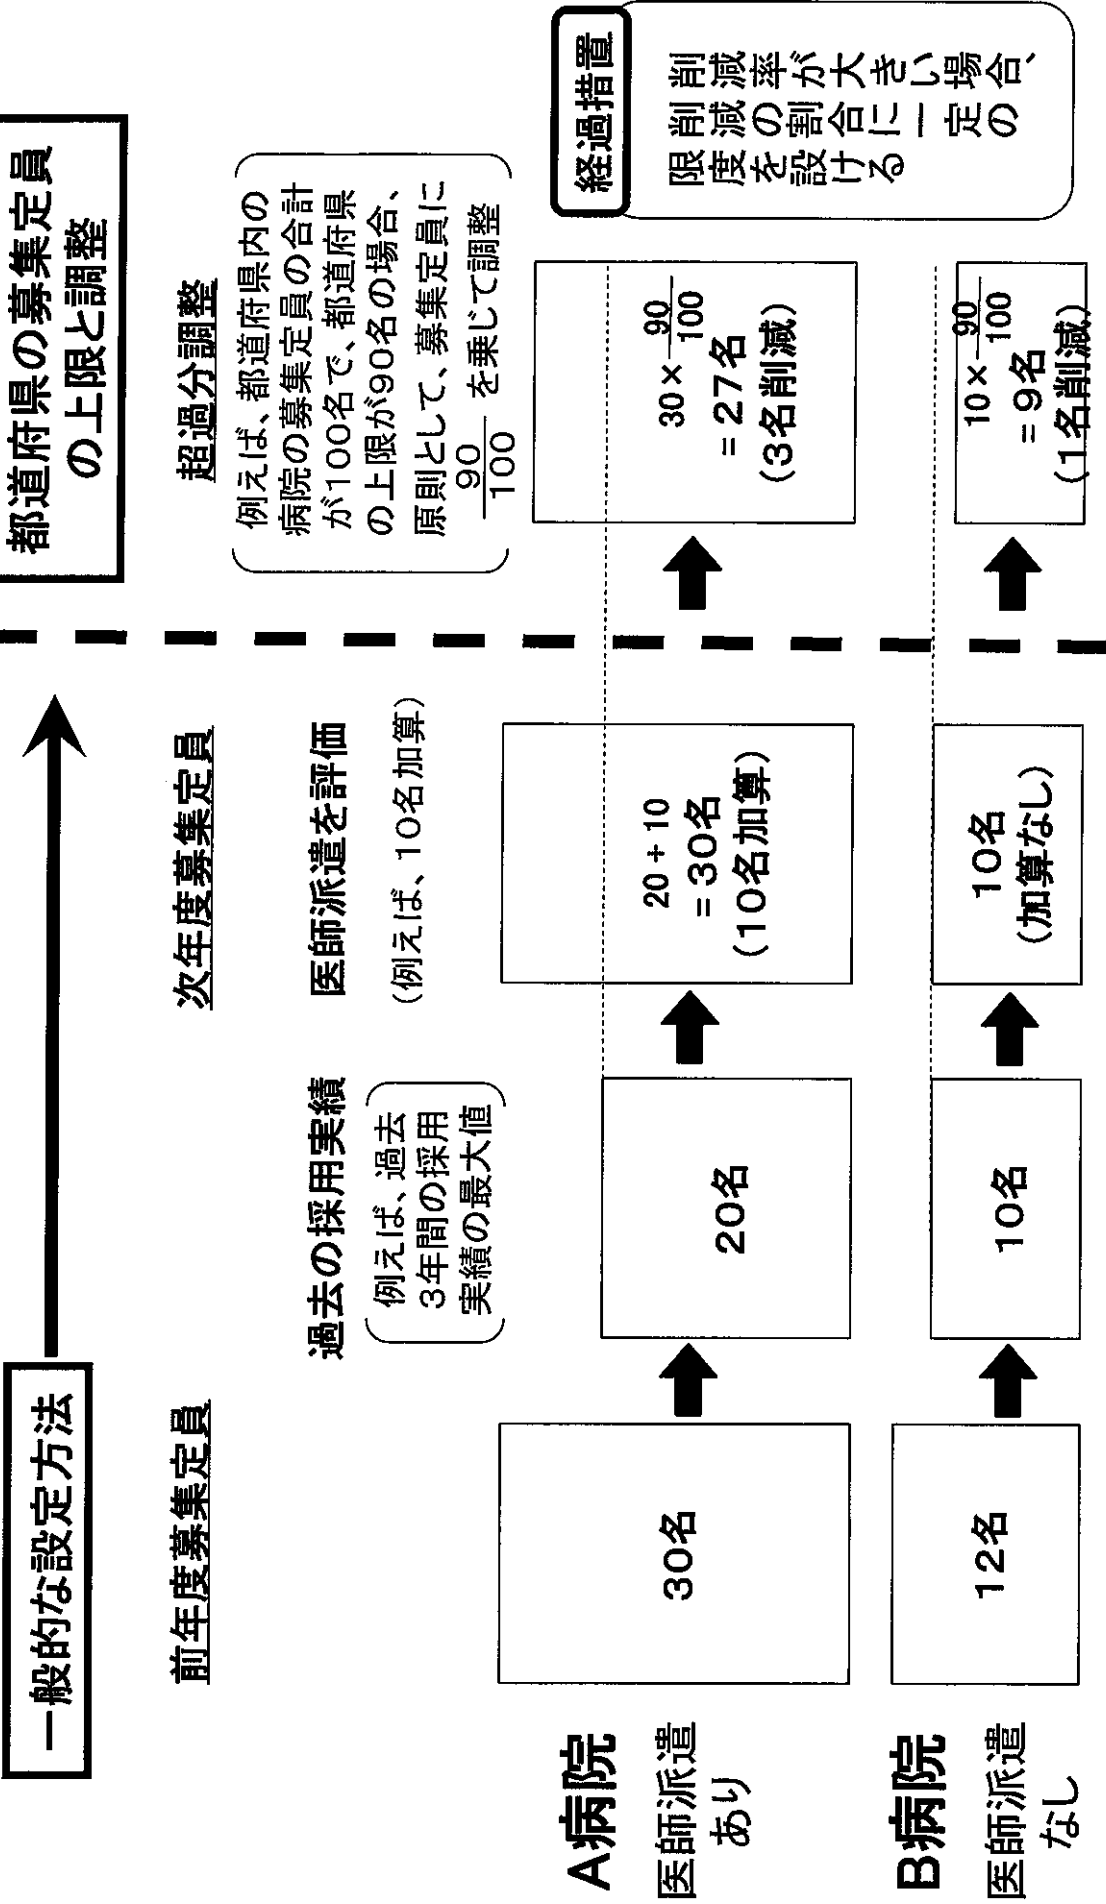 一般的な設定方法
都道府県の募集定員
の上限と調整
前年度募集定員
次年度募集定員
超過分調整
過去の採用実績
例えば、過去
3年間の採用
実績の最大値
医師派遣を評価
(例えば、10名加算)
例えば、都道府県内の
病院の募集定員の合計
が100名で、都道府県
の上限が90名の場合、
原則として、募集定員に
90
100
を乗じて調整
A病院
医師派遣
あり
30名
20名
20+10
=30名
(10名加算)
30×
90
100
=27名
(3名削減)
経過措置
削減率が大きい場合、
削減の割合に一定の
限度を設ける
B病院
医師派遣
なし
12名
10名
10名
(加算なし)
10×
90
100
=9名
(1名削減)